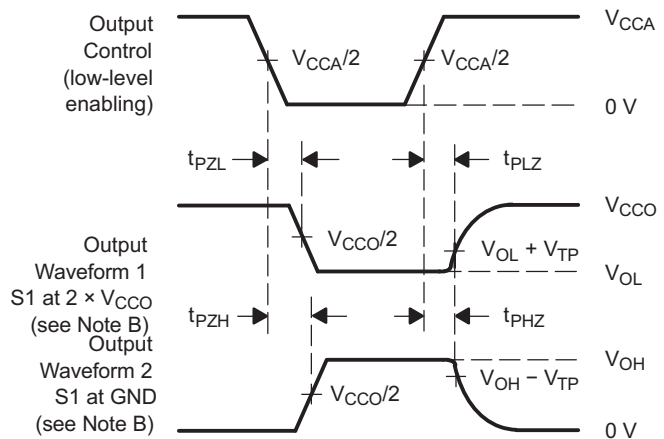 Output
Control
(low-level
enabling)
V_CCA/2
V_CCA/2
V_CCA
0 V
t_PZL
t_PLZ
Output
Waveform 1
S1 at 2 × V_CCO
(see Note B)
V_CCO/2
V_OL + V_TP
V_CCO
V_OL
t_PZH
t_PHZ
Output
Waveform 2
S1 at GND
(see Note B)
V_CCO/2
V_OH − V_TP
V_OH
0 V